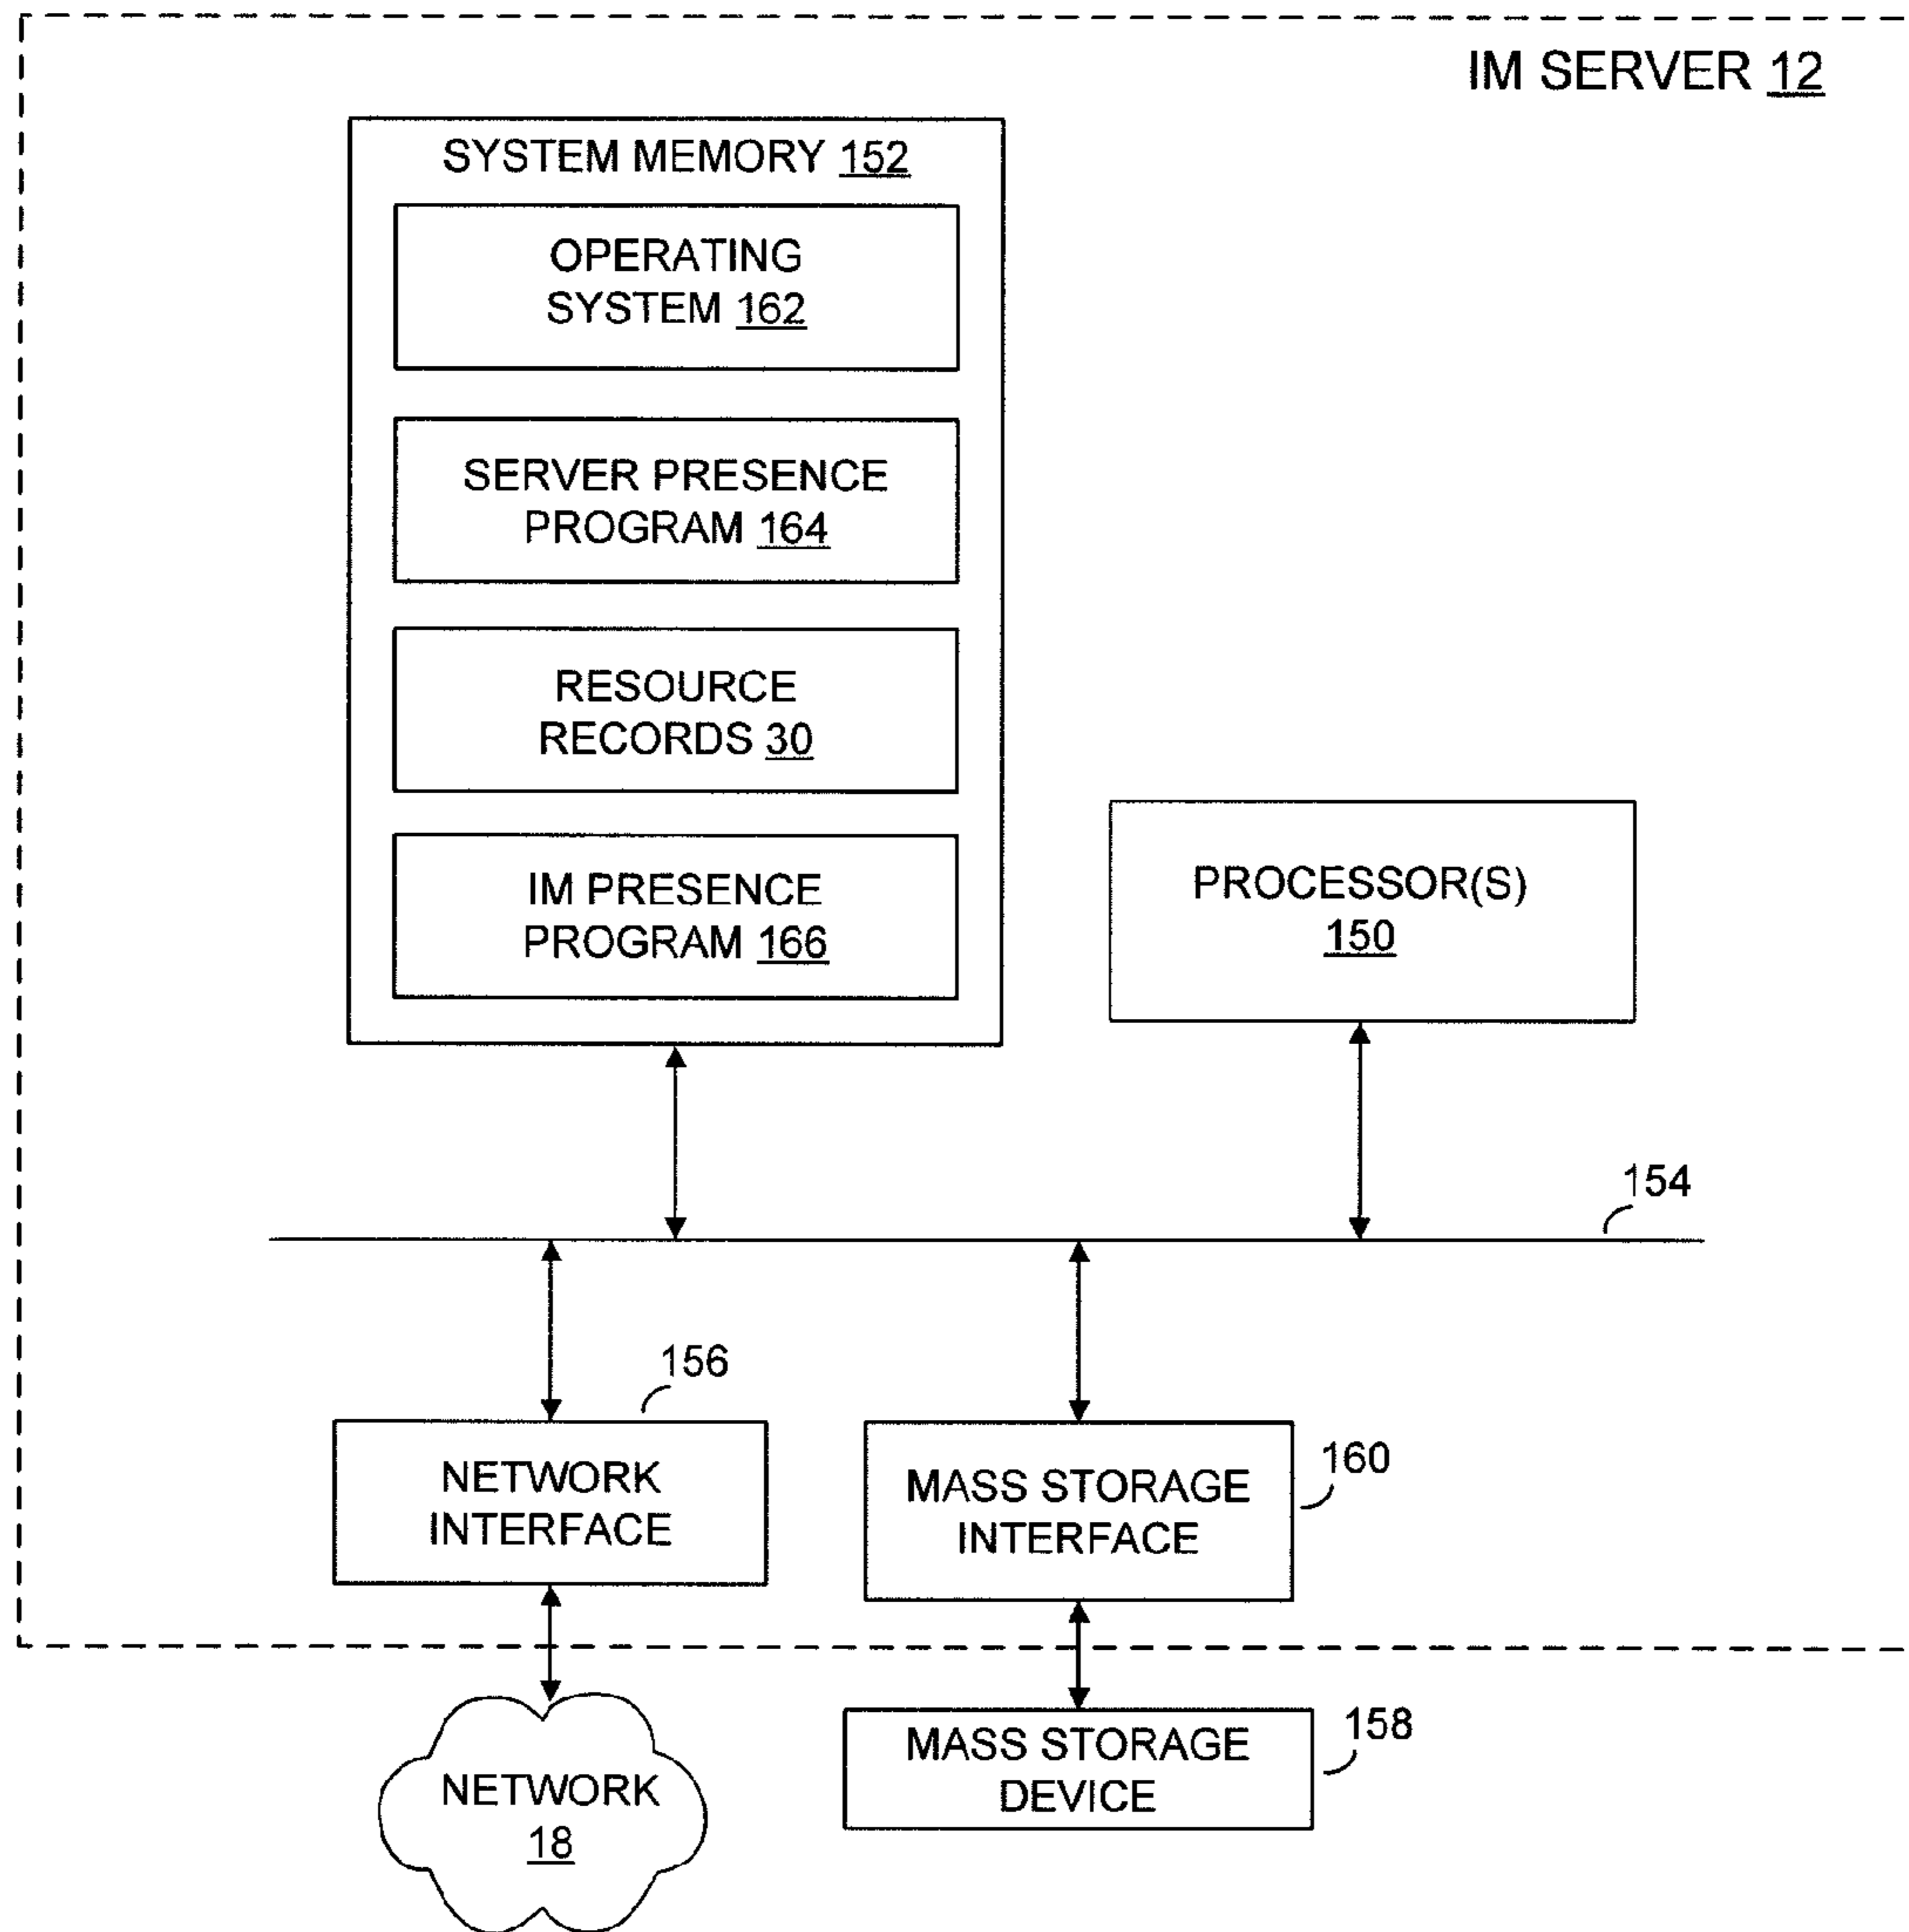 IM SERVER 12
SYSTEM MEMORY 152
OPERATING
SYSTEM 162
SERVER PRESENCE
PROGRAM 164
RESOURCE
RECORDS 30
IM PRESENCE
PROGRAM 166
PROCESSOR(S)
150
154
156
NETWORK
INTERFACE
MASS STORAGE
INTERFACE
160
NETWORK
18
MASS STORAGE
DEVICE
158